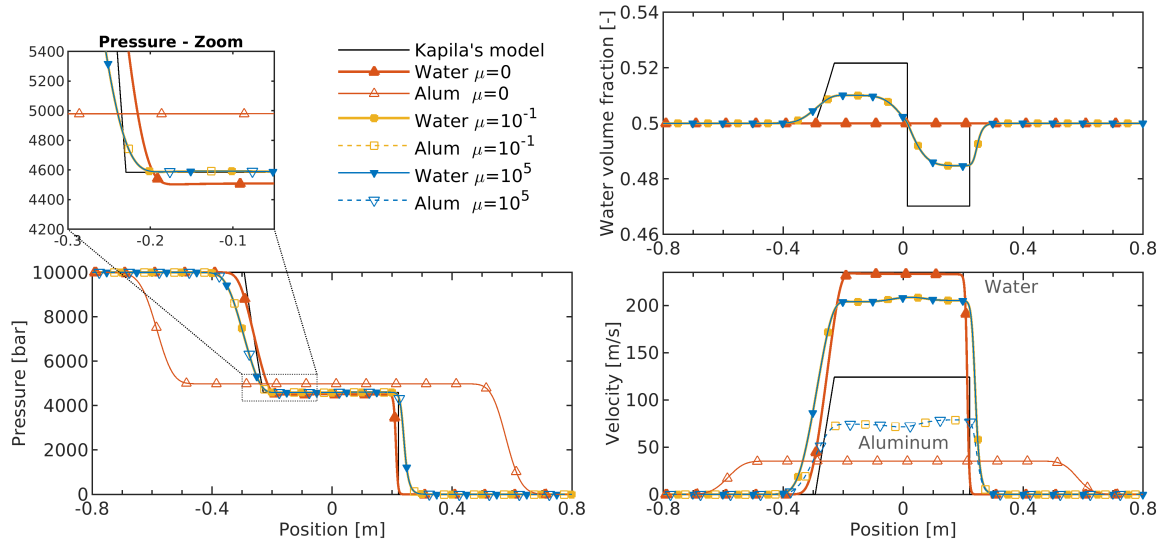 Pressure - Zoom
5400
5200
5000
4800
4600
4400
4200
-0.3
-0.2
-0.1
Kapila's model
Water μ=0
Alum μ=0
Water μ=10⁻¹
Alum μ=10⁻¹
Water μ=10⁵
Alum μ=10⁵
Water volume fraction [-]
0.54
0.52
0.5
0.48
0.46
-0.8
-0.4
0
0.4
0.8
Pressure [bar]
10000
8000
6000
4000
2000
0
-0.8
-0.4
0
0.4
0.8
Position [m]
Velocity [m/s]
200
150
100
50
0
Water
Aluminum
-0.8
-0.4
0
0.4
0.8
Position [m]